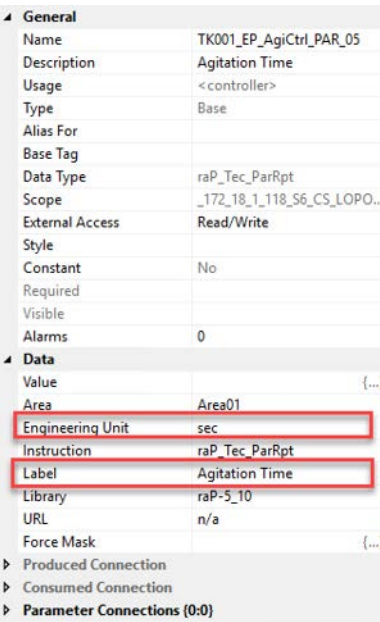 General
Name TK001_EP_AgiCtrl_PAR_05
Description Agitation Time
Usage <controller>
Type Base
Alias For
Base Tag
Data Type raP_Tec_ParRpt
Scope _172_18_1_118_S6_CS_LOPO...
External Access Read/Write
Style
Constant No
Required
Visible
Alarms 0
Data
Value {...
Area Area01
Engineering Unit sec
Instruction raP_Tec_ParRpt
Label Agitation Time
Library raP-5_10
URL n/a
Force Mask {...
Produced Connection
Consumed Connection
Parameter Connections {0:0}